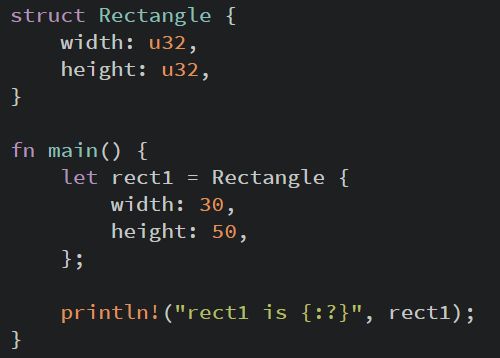 struct Rectangle {
    width: u32,
    height: u32,
}

fn main() {
    let rect1 = Rectangle {
        width: 30,
        height: 50,
    };

    println!("rect1 is {:?}", rect1);
}